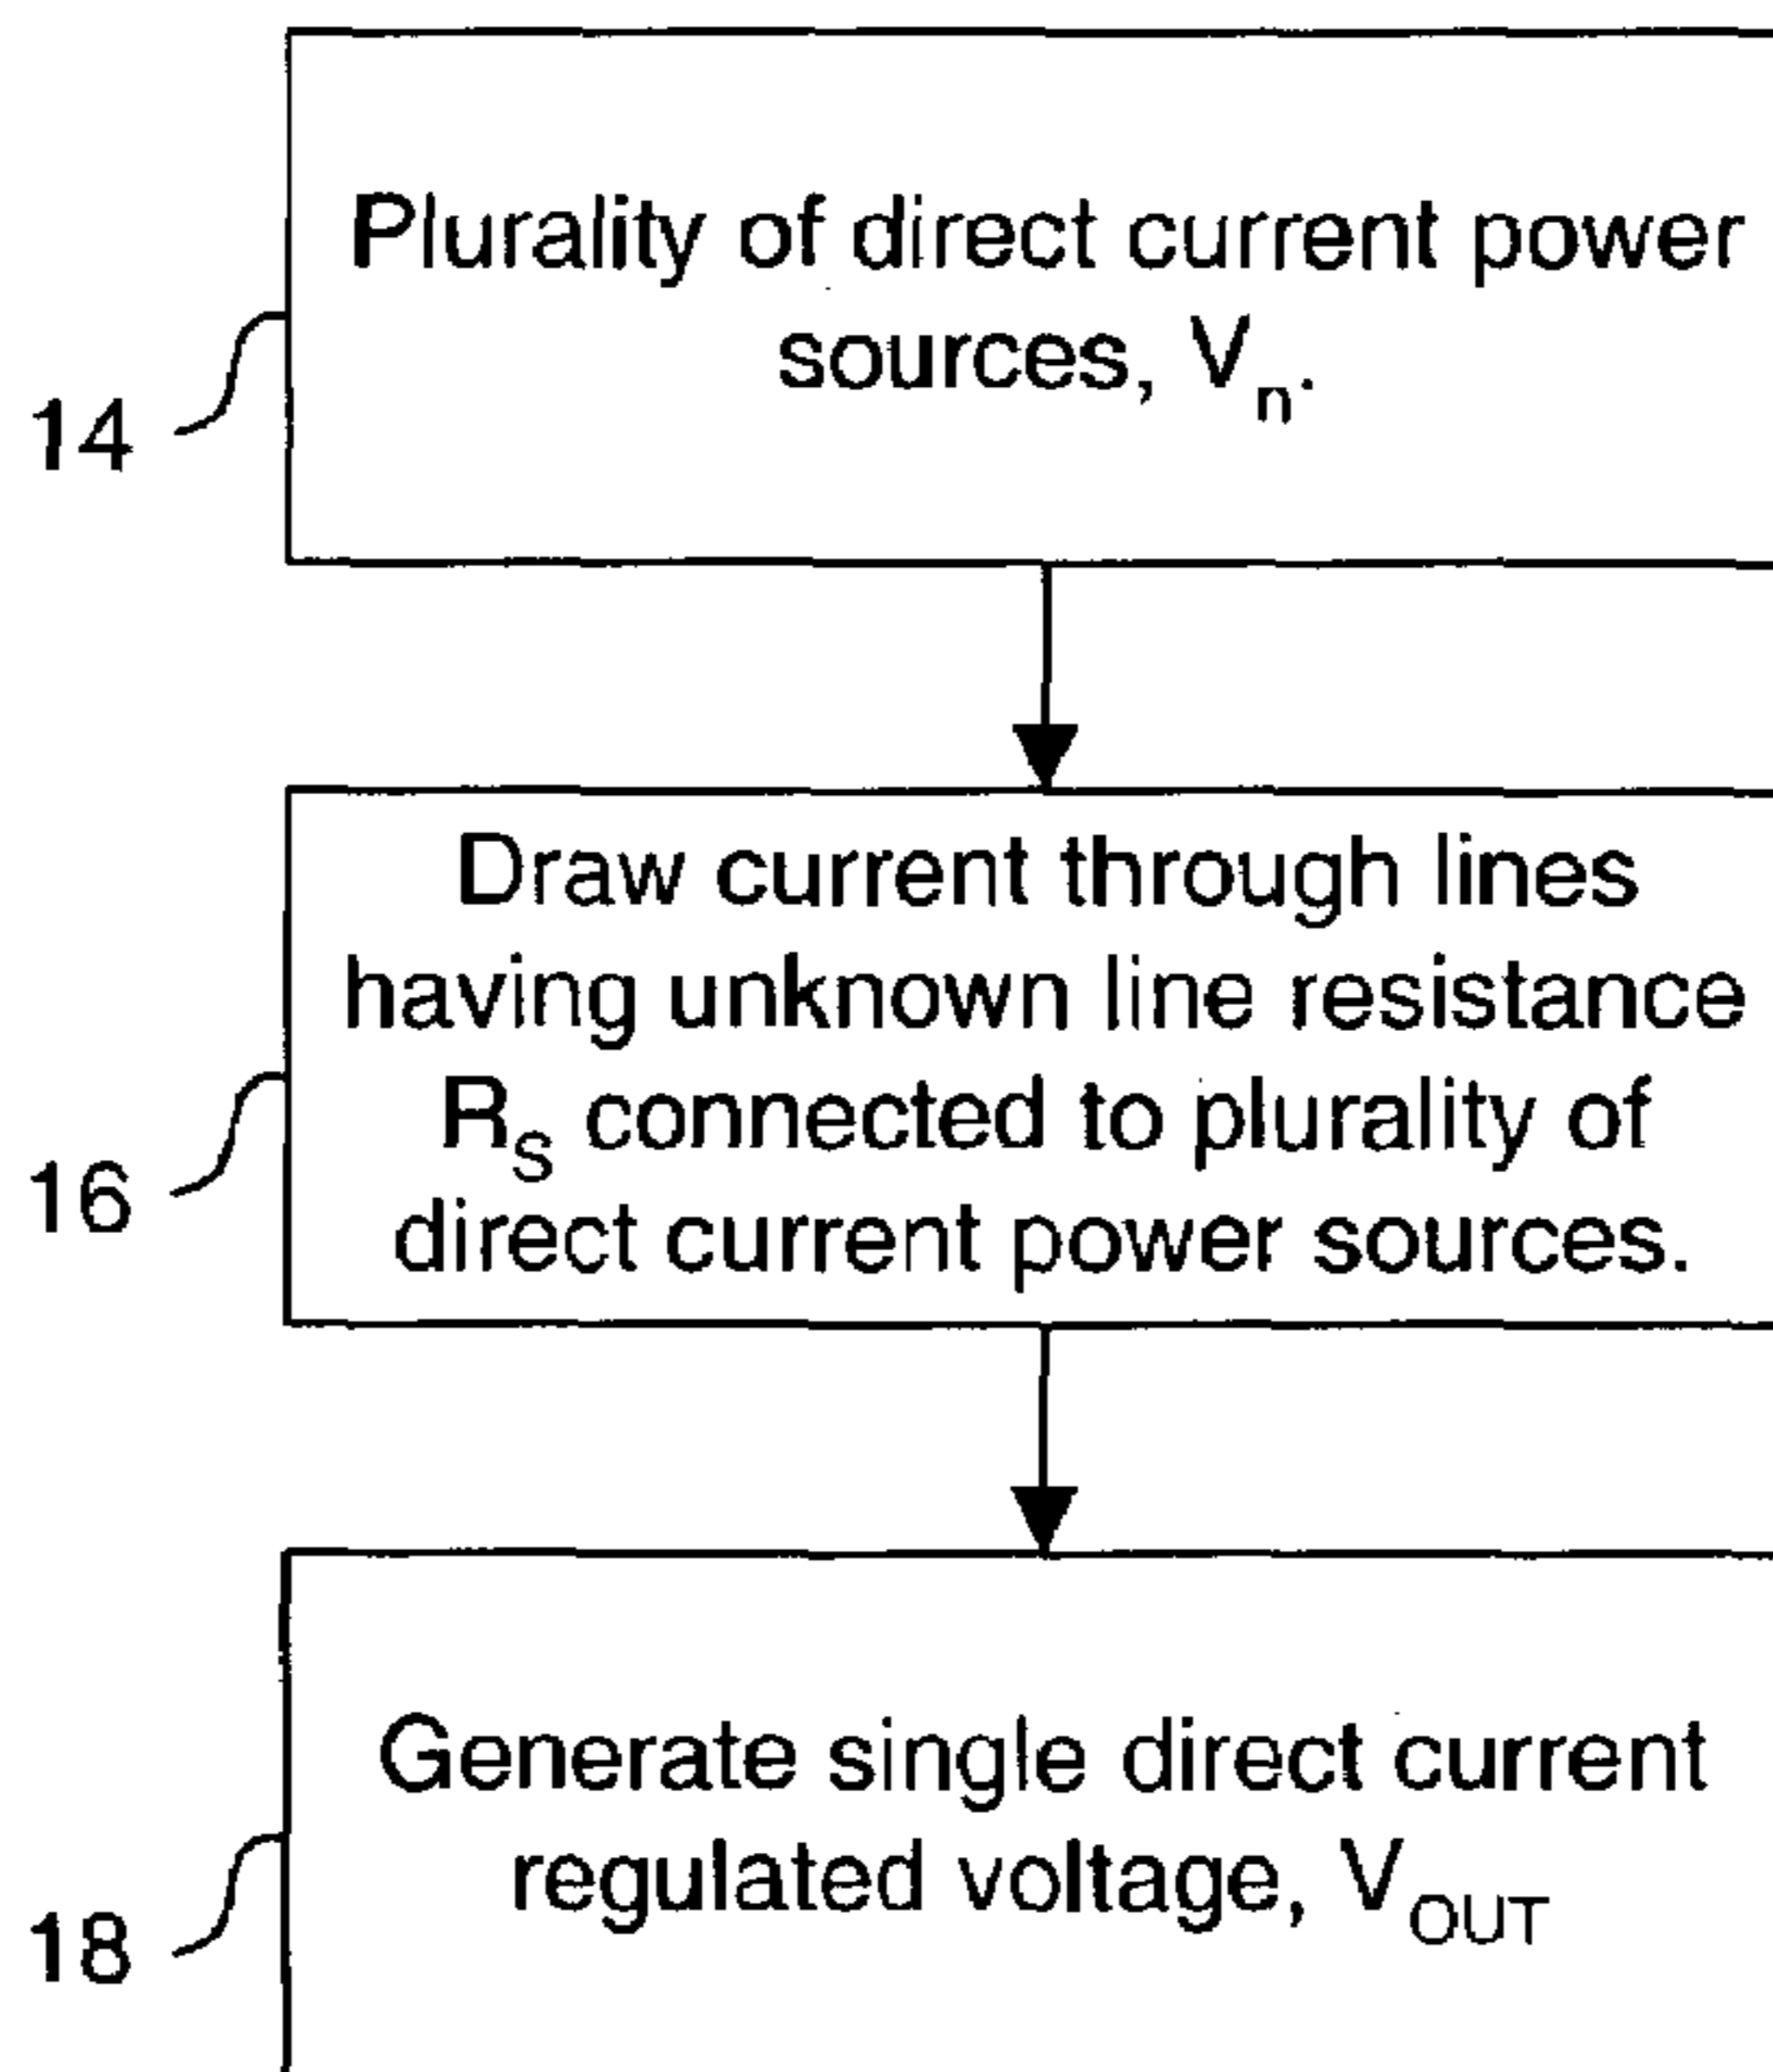 Plurality of direct current power
sources, Vn.
14
Draw current through lines
having unknown line resistance
RS connected to plurality of
direct current power sources.
16
Generate single direct current
regulated voltage, VOUT
18